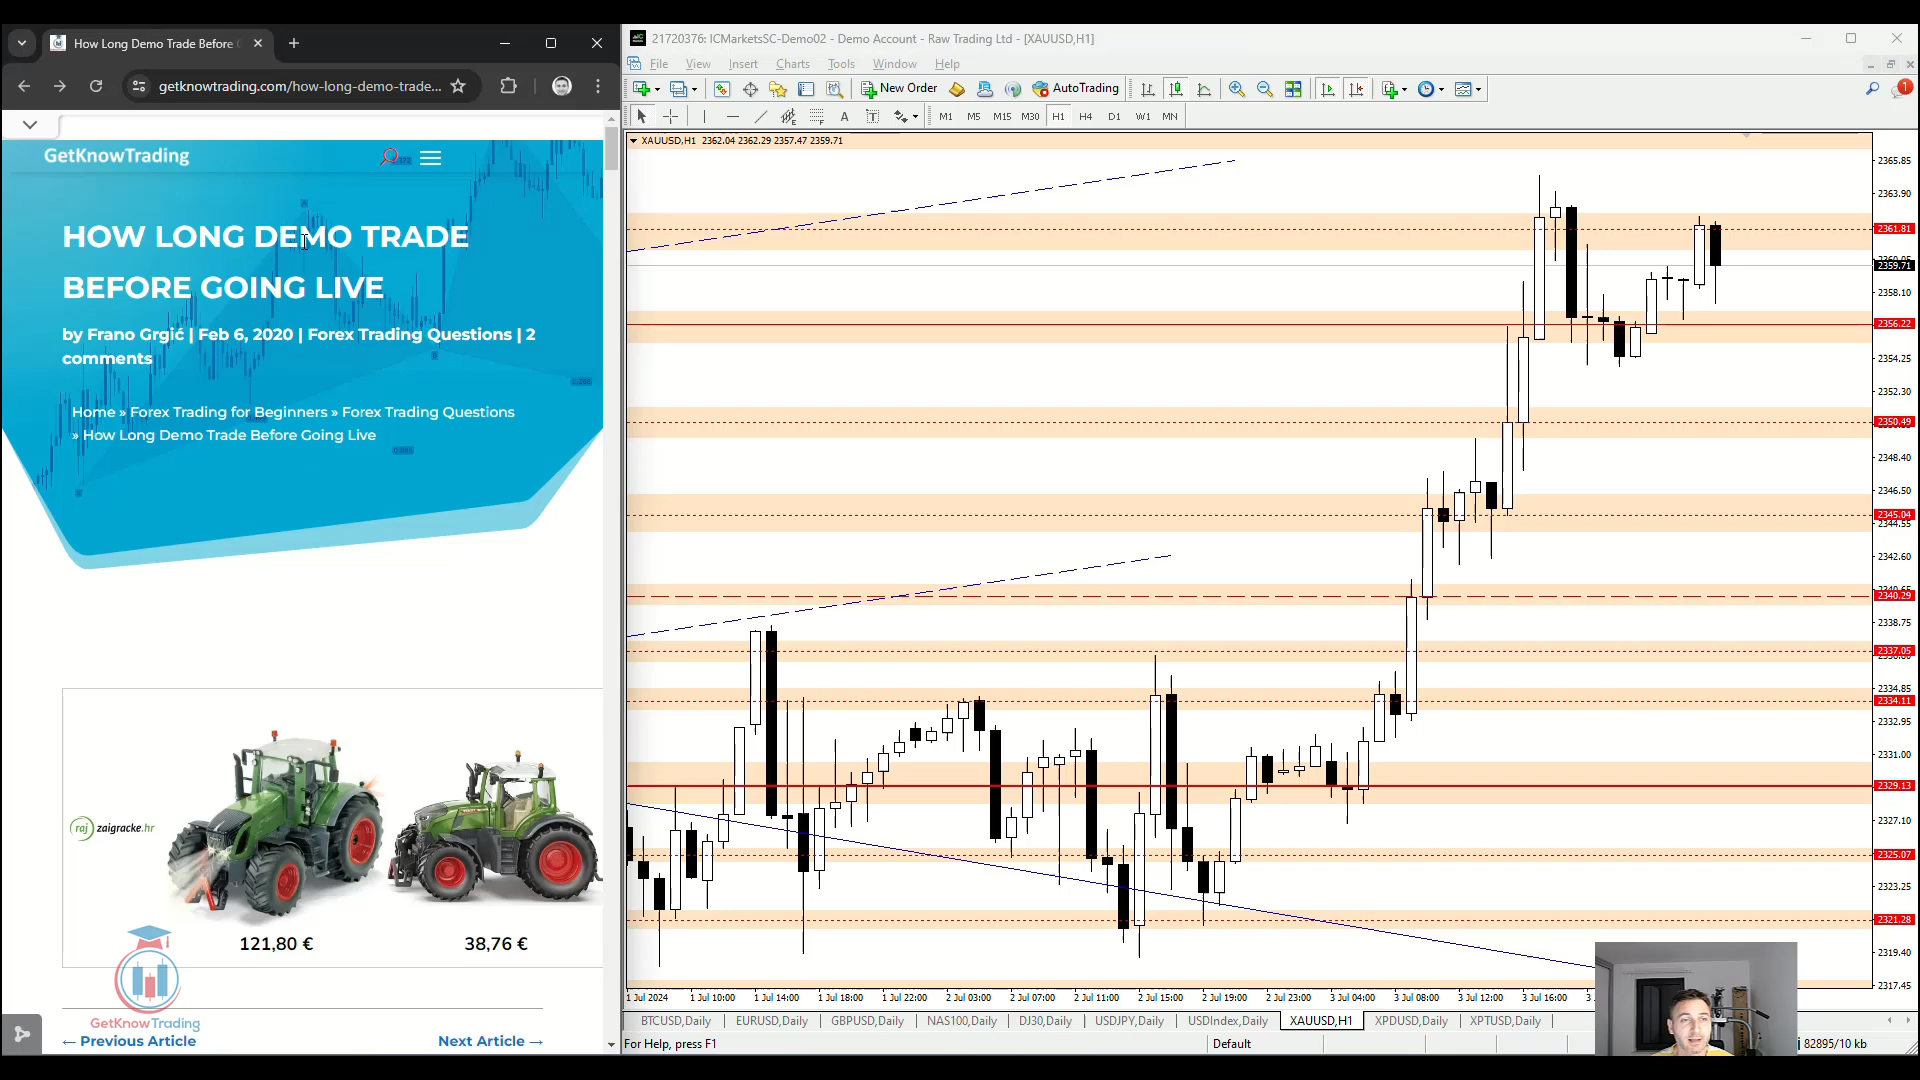 How Long Demo Trade Before
getknowtrading.com/how-long-demo-trade...
GetKnowTrading
HOW LONG DEMO TRADE
BEFORE GOING LIVE
by Frano Grgić | Feb 6, 2020 | Forex Trading Questions | 2
comments
Home » Forex Trading for Beginners » Forex Trading Questions
» How Long Demo Trade Before Going Live
raj zaigracke.hr
121,80 €
38,76 €
GetKnowTrading
← Previous Article
Next Article →
21720376: ICMarketsSC-Demo02 - Demo Account - Raw Trading Ltd - [XAUUSD,H1]
File View Insert Charts Tools Window Help
New Order
AutoTrading
1
A T
M1 M5 M15 M30 H1 H4 D1 W1 MN
XAUUSD,H1 2362.04 2362.29 2357.47 2359.71
2365.85
2363.90
2361.81
2359.71
2358.10
2356.22
2354.25
2352.30
2350.49
2348.40
2346.50
2345.04
2344.55
2342.60
2340.29
2338.75
2337.05
2334.85
2334.11
2332.95
2331.00
2329.13
2327.10
2325.07
2323.25
2321.28
2319.40
2317.45
1 Jul 2024 1 Jul 10:00 1 Jul 14:00 1 Jul 18:00 1 Jul 22:00 2 Jul 03:00 2 Jul 07:00 2 Jul 11:00 2 Jul 15:00 2 Jul 19:00 2 Jul 23:00 3 Jul 04:00 3 Jul 08:00 3 Jul 12:00 3 Jul 16:00
BTCUSD,Daily EURUSD,Daily GBPUSD,Daily NAS100,Daily DJ30,Daily USDJPY,Daily USDIndex,Daily XAUUSD,H1 XPDUSD,Daily XPTUSD,Daily
For Help, press F1
Default
82895/10 kb